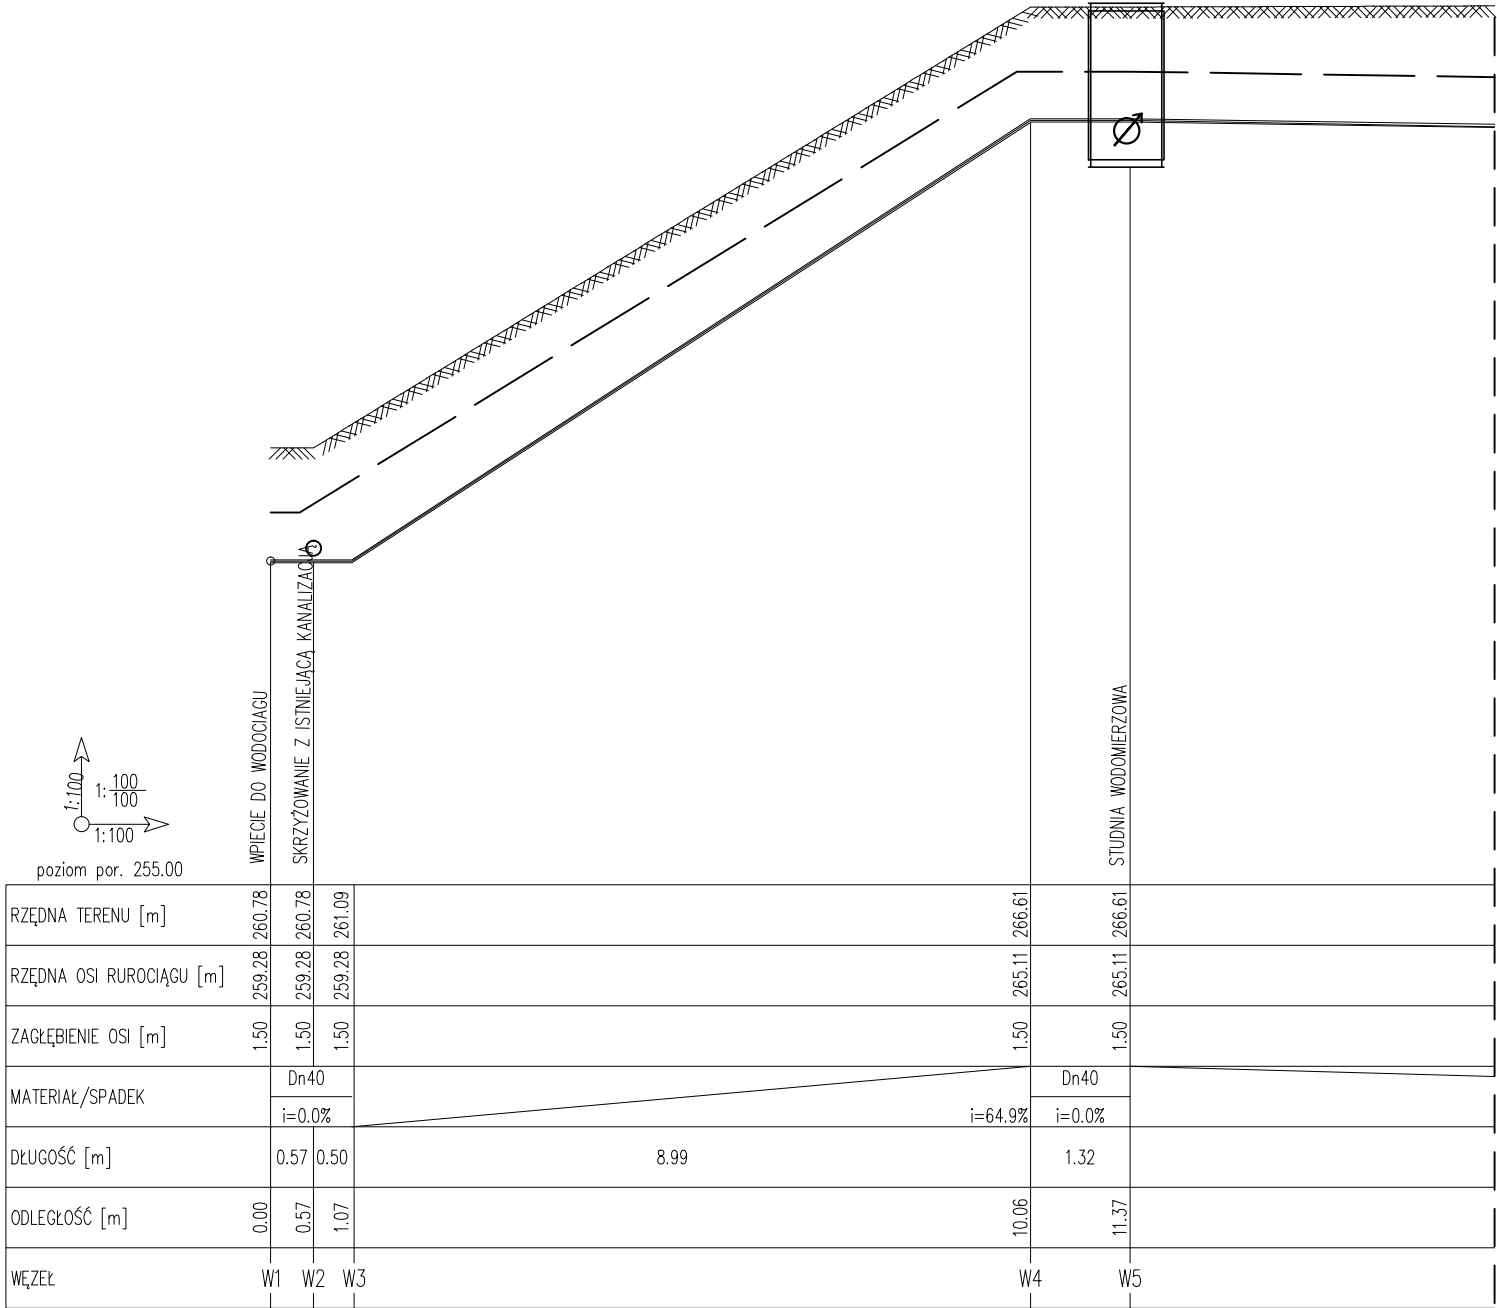 WPIECIE DO WODOCIAGU
SKRZYŻOWANIE Z ISTNIEJĄCĄ KANALIZACJĄ
STUDNIA WODOMIERZOWA
1:100
1: 100
100
1:100
poziom por. 255.00
RZĘDNA TERENU [m] 260.78 260.78 261.09 266.61 266.61
RZĘDNA OSI RUROCIĄGU [m] 259.28 259.28 259.28 265.11 265.11
ZAGŁĘBIENIE OSI [m] 1.50 1.50 1.50 1.50 1.50
MATERIAŁ/SPADEK
Dn40 Dn40
i=0.0% i=64.9% i=0.0%
DŁUGOŚĆ [m] 0.57 0.50 8.99 1.32
ODLEGŁOŚĆ [m] 0.00 0.57 1.07 10.06 11.37
WĘZEŁ W1 W2 W3 W4 W5